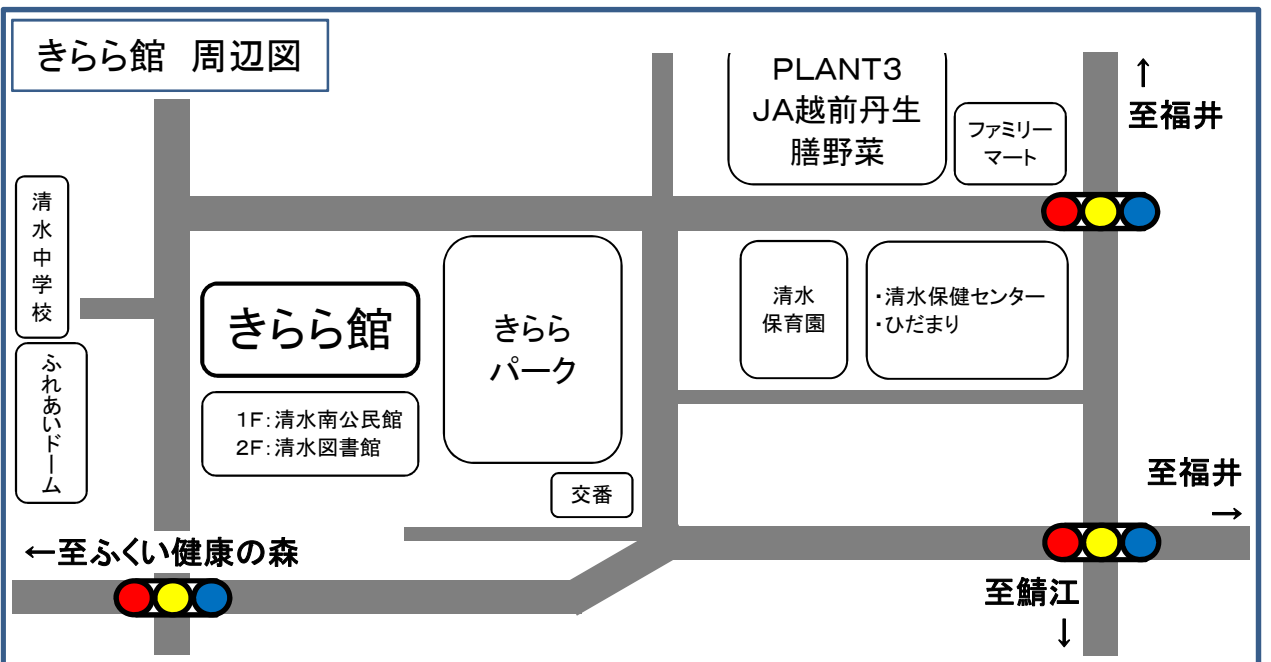 きらら館 周辺図
PLANT3
JA越前丹生
膳野菜
ファミリー
マート
↑
至福井
清水中学校
きらら館
きらら
パーク
清水
保育園
・清水保健センター
・ひだまり
ふれあいドーム
1F:清水南公民館
2F:清水図書館
交番
至福井
→
←至ふくい健康の森
至鯖江
↓